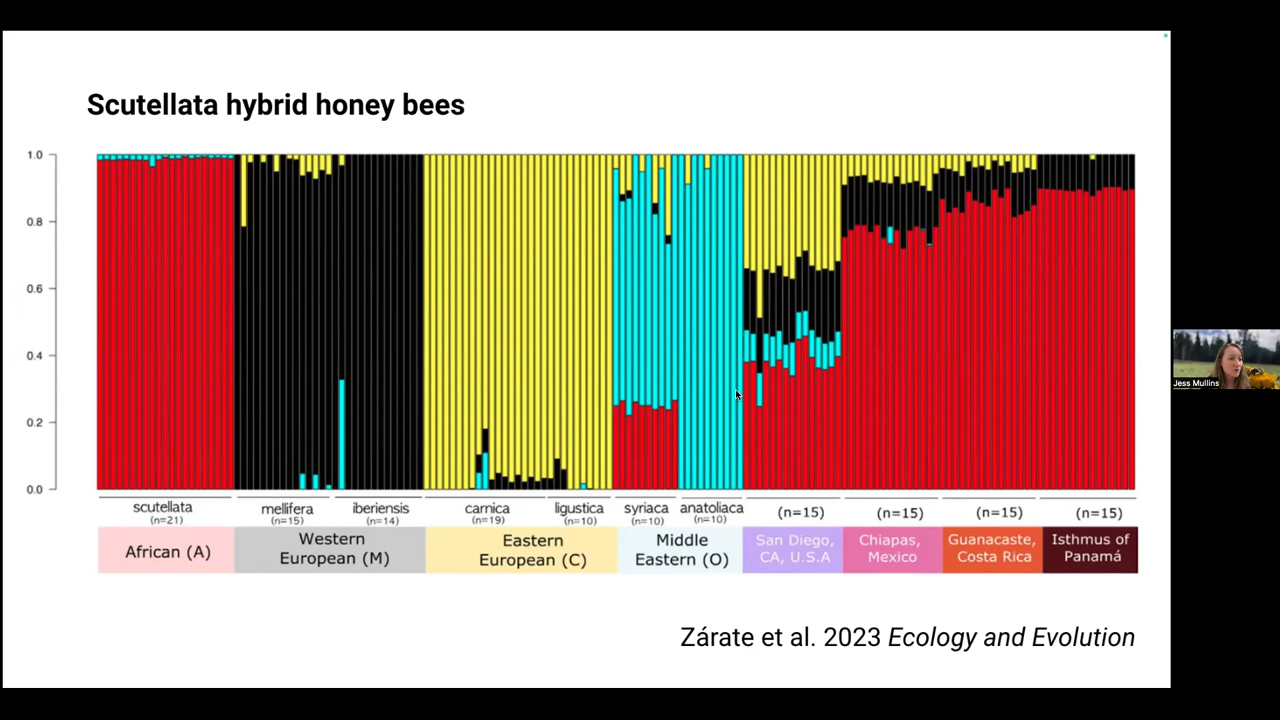 Scutellata hybrid honey bees
1.0
0.8
0.6
0.4
0.2
0.0
scutellata
(n=21)
mellifera
(n=15)
iberiensis
(n=14)
carnica
(n=19)
ligustica
(n=10)
syriaca
(n=10)
anatoliaca
(n=10)
(n=15)
(n=15)
(n=15)
(n=15)
African (A)
Western
European (M)
Eastern
European (C)
Middle
Eastern (O)
San Diego,
CA, U.S.A
Chiapas,
Mexico
Guanacaste,
Costa Rica
Isthmus of
Panamá
Zárate et al. 2023 Ecology and Evolution
Jess Mullins